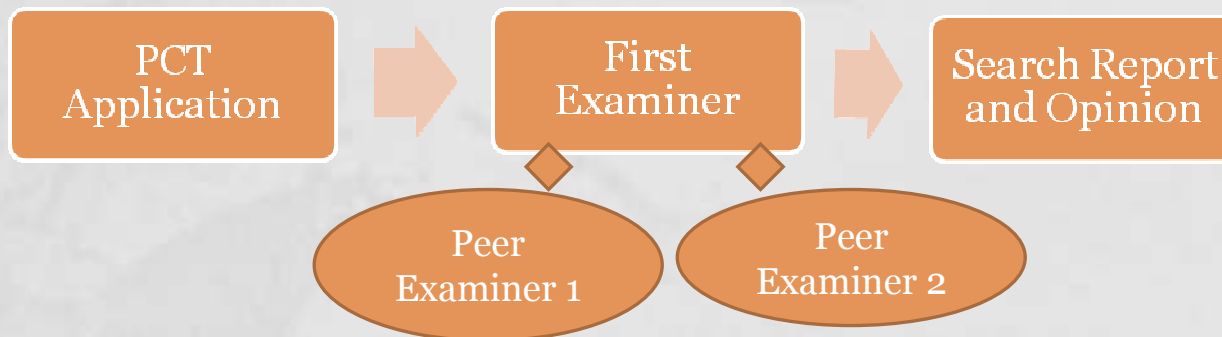 PCT
Application
First
Examiner
Search Report
and Opinion
Peer
Examiner 1
Peer
Examiner 2